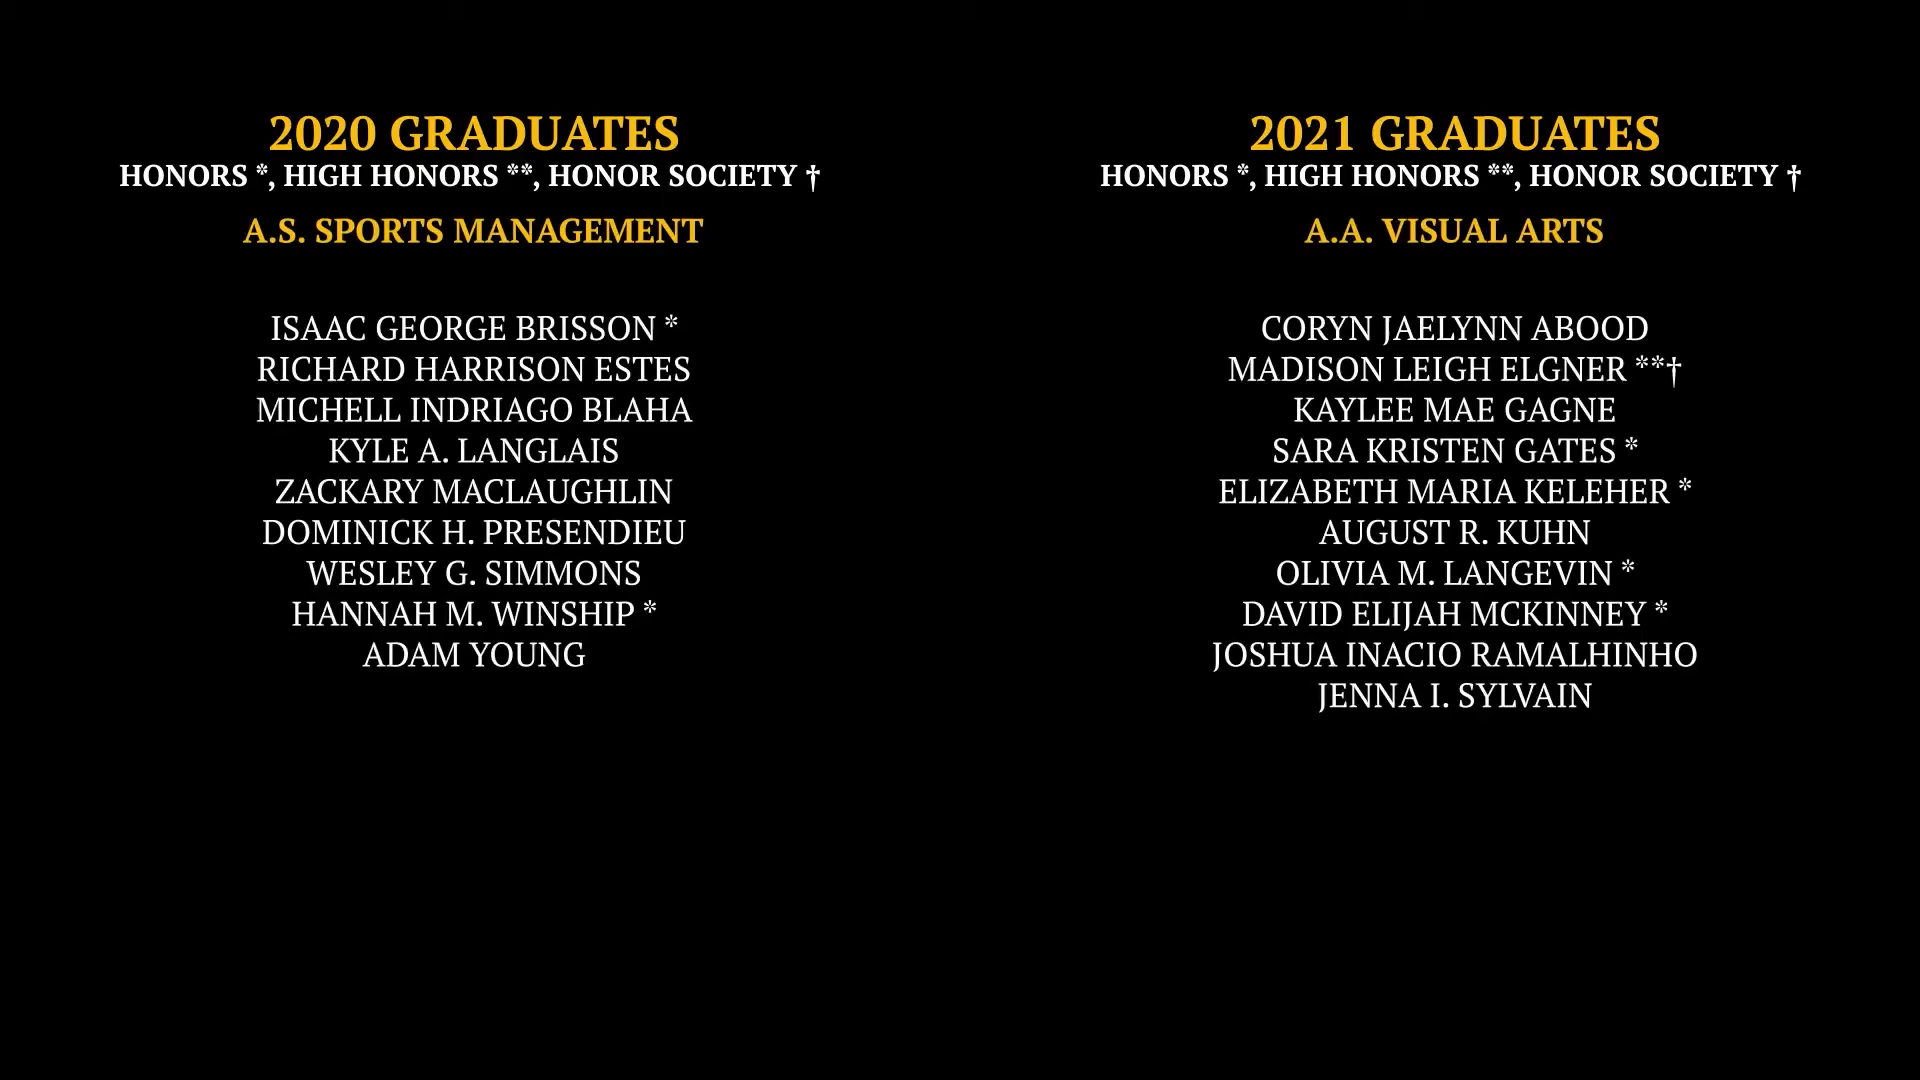 2020 GRADUATES
HONORS *, HIGH HONORS **, HONOR SOCIETY †
A.S. SPORTS MANAGEMENT
ISAAC GEORGE BRISSON *
RICHARD HARRISON ESTES
MICHELL INDRIAGO BLAHA
KYLE A. LANGLAIS
ZACKARY MACLAUGHLIN
DOMINICK H. PRESENDIEU
WESLEY G. SIMMONS
HANNAH M. WINSHIP *
ADAM YOUNG
2021 GRADUATES
HONORS *, HIGH HONORS **, HONOR SOCIETY †
A.A. VISUAL ARTS
CORYN JAELYNN ABOOD
MADISON LEIGH ELGNER **†
KAYLEE MAE GAGNE
SARA KRISTEN GATES *
ELIZABETH MARIA KELEHER *
AUGUST R. KUHN
OLIVIA M. LANGEVIN *
DAVID ELIJAH MCKINNEY *
JOSHUA INACIO RAMALHINHO
JENNA I. SYLVAIN